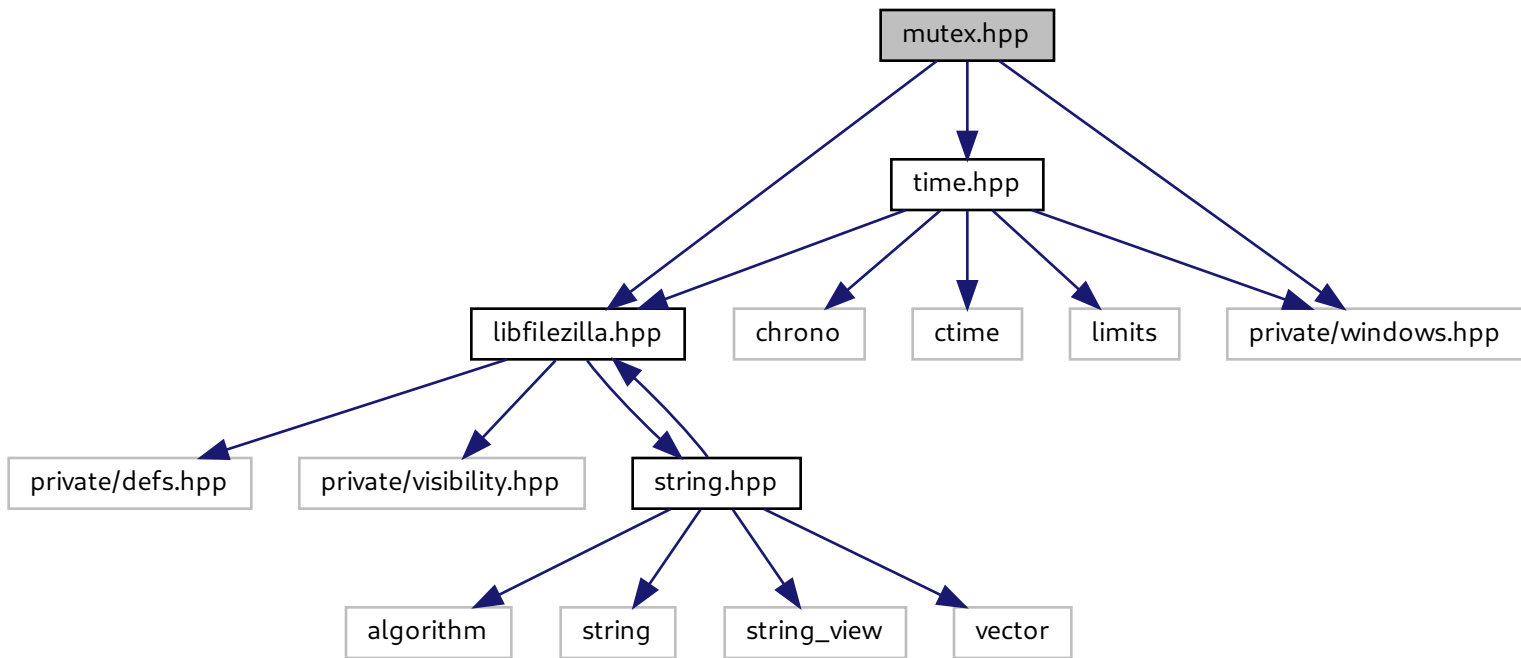 mutex.hpp
time.hpp
libfilezilla.hpp
chrono
ctime
limits
private/windows.hpp
private/defs.hpp
private/visibility.hpp
string.hpp
algorithm
string
string_view
vector